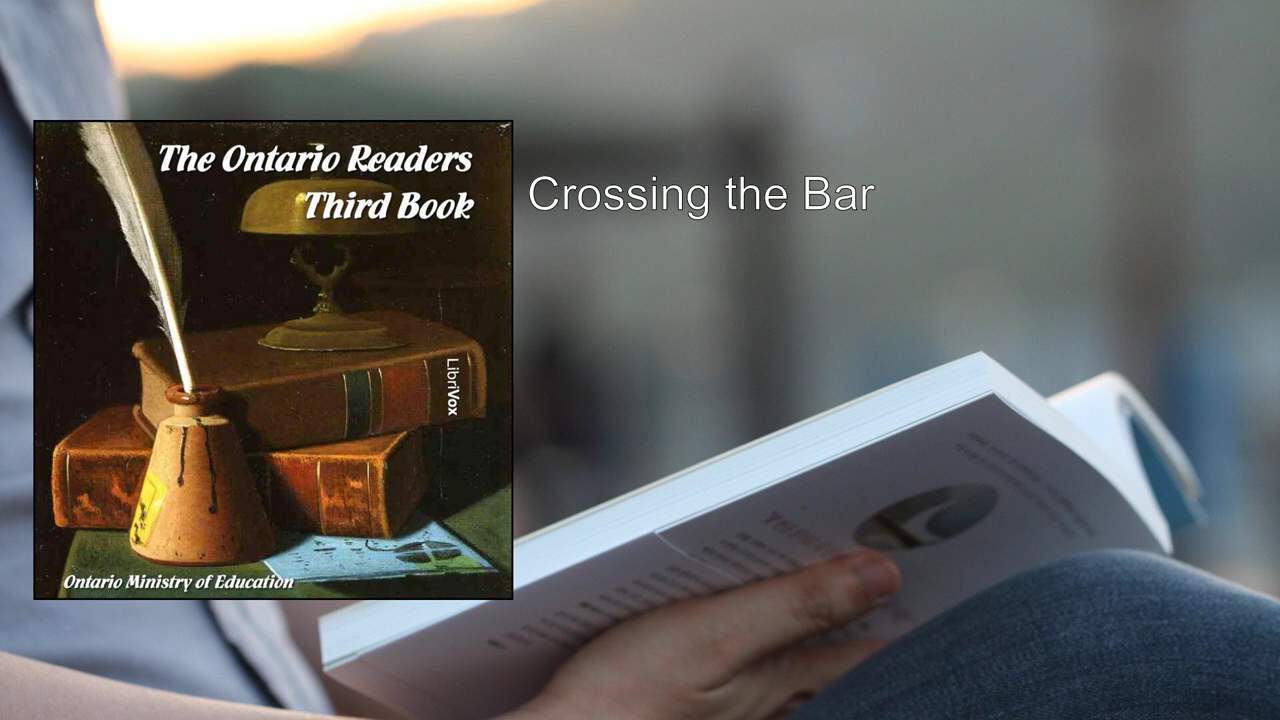 The Ontario Readers
Third Book
LibriVox
Ontario Ministry of Education
Crossing the Bar